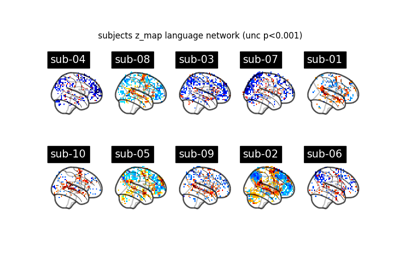 subjects z_map language network (unc p<0.001)
sub-04 sub-08 sub-03 sub-07 sub-01
sub-10 sub-05 sub-09 sub-02 sub-06